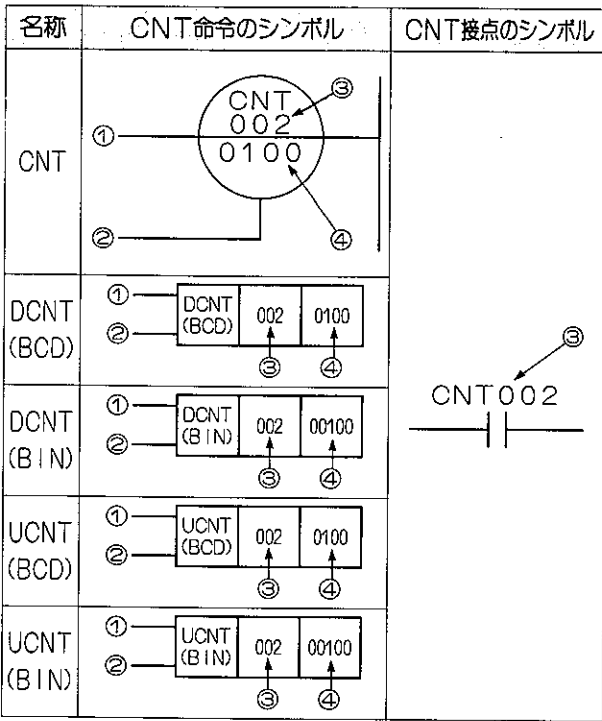 名称 CNT命令のシンボル CNT接点のシンボル
CNT
①
②
CNT
002
0100
③
④
DCNT
(BCD)
①
②
DCNT
(BCD)
002 0100
③ ④
DCNT
(BIN)
①
②
DCNT
(BIN)
002 00100
③ ④
UCNT
(BCD)
①
②
UCNT
(BCD)
002 0100
③ ④
UCNT
(BIN)
①
②
UCNT
(BIN)
002 00100
③ ④
③
CNT002